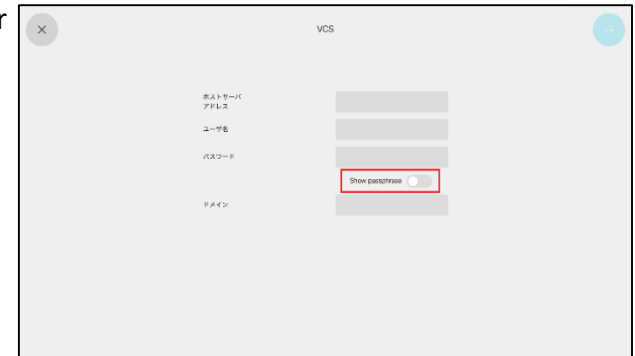 r
VCS
ホストサーバ
アドレス
ユーザ名
パスワード
Show passphrase
ドメイン